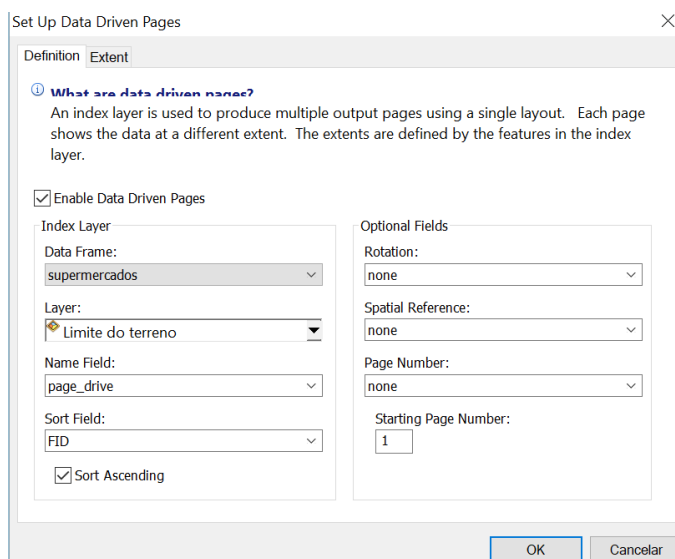 Set Up Data Driven Pages
Definition
Extent
What are data driven pages?
An index layer is used to produce multiple output pages using a single layout. Each page
shows the data at a different extent. The extents are defined by the features in the index
layer.
Enable Data Driven Pages
Index Layer
Data Frame:
supermercados
Layer:
Limite do terreno
Name Field:
page_drive
Sort Field:
FID
Sort Ascending
Optional Fields
Rotation:
none
Spatial Reference:
none
Page Number:
none
Starting Page Number:
1
OK
Cancelar